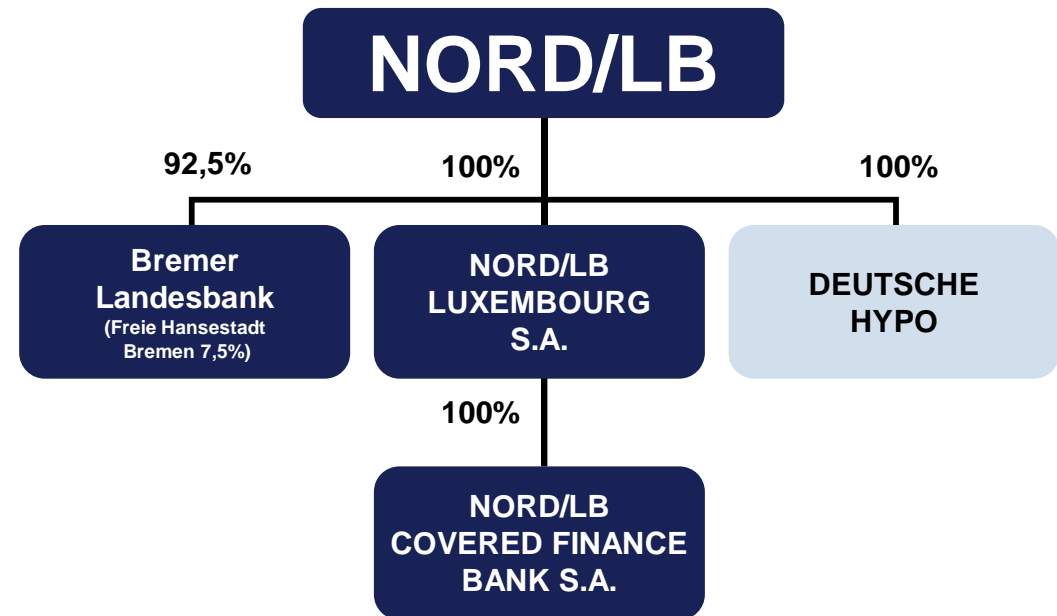 NORD/LB
92,5%
100%
100%
Bremer
Landesbank
(Freie Hansestadt
Bremen 7,5%)
NORD/LB
LUXEMBOURG
S.A.
DEUTSCHE
HYPO
100%
NORD/LB
COVERED FINANCE
BANK S.A.